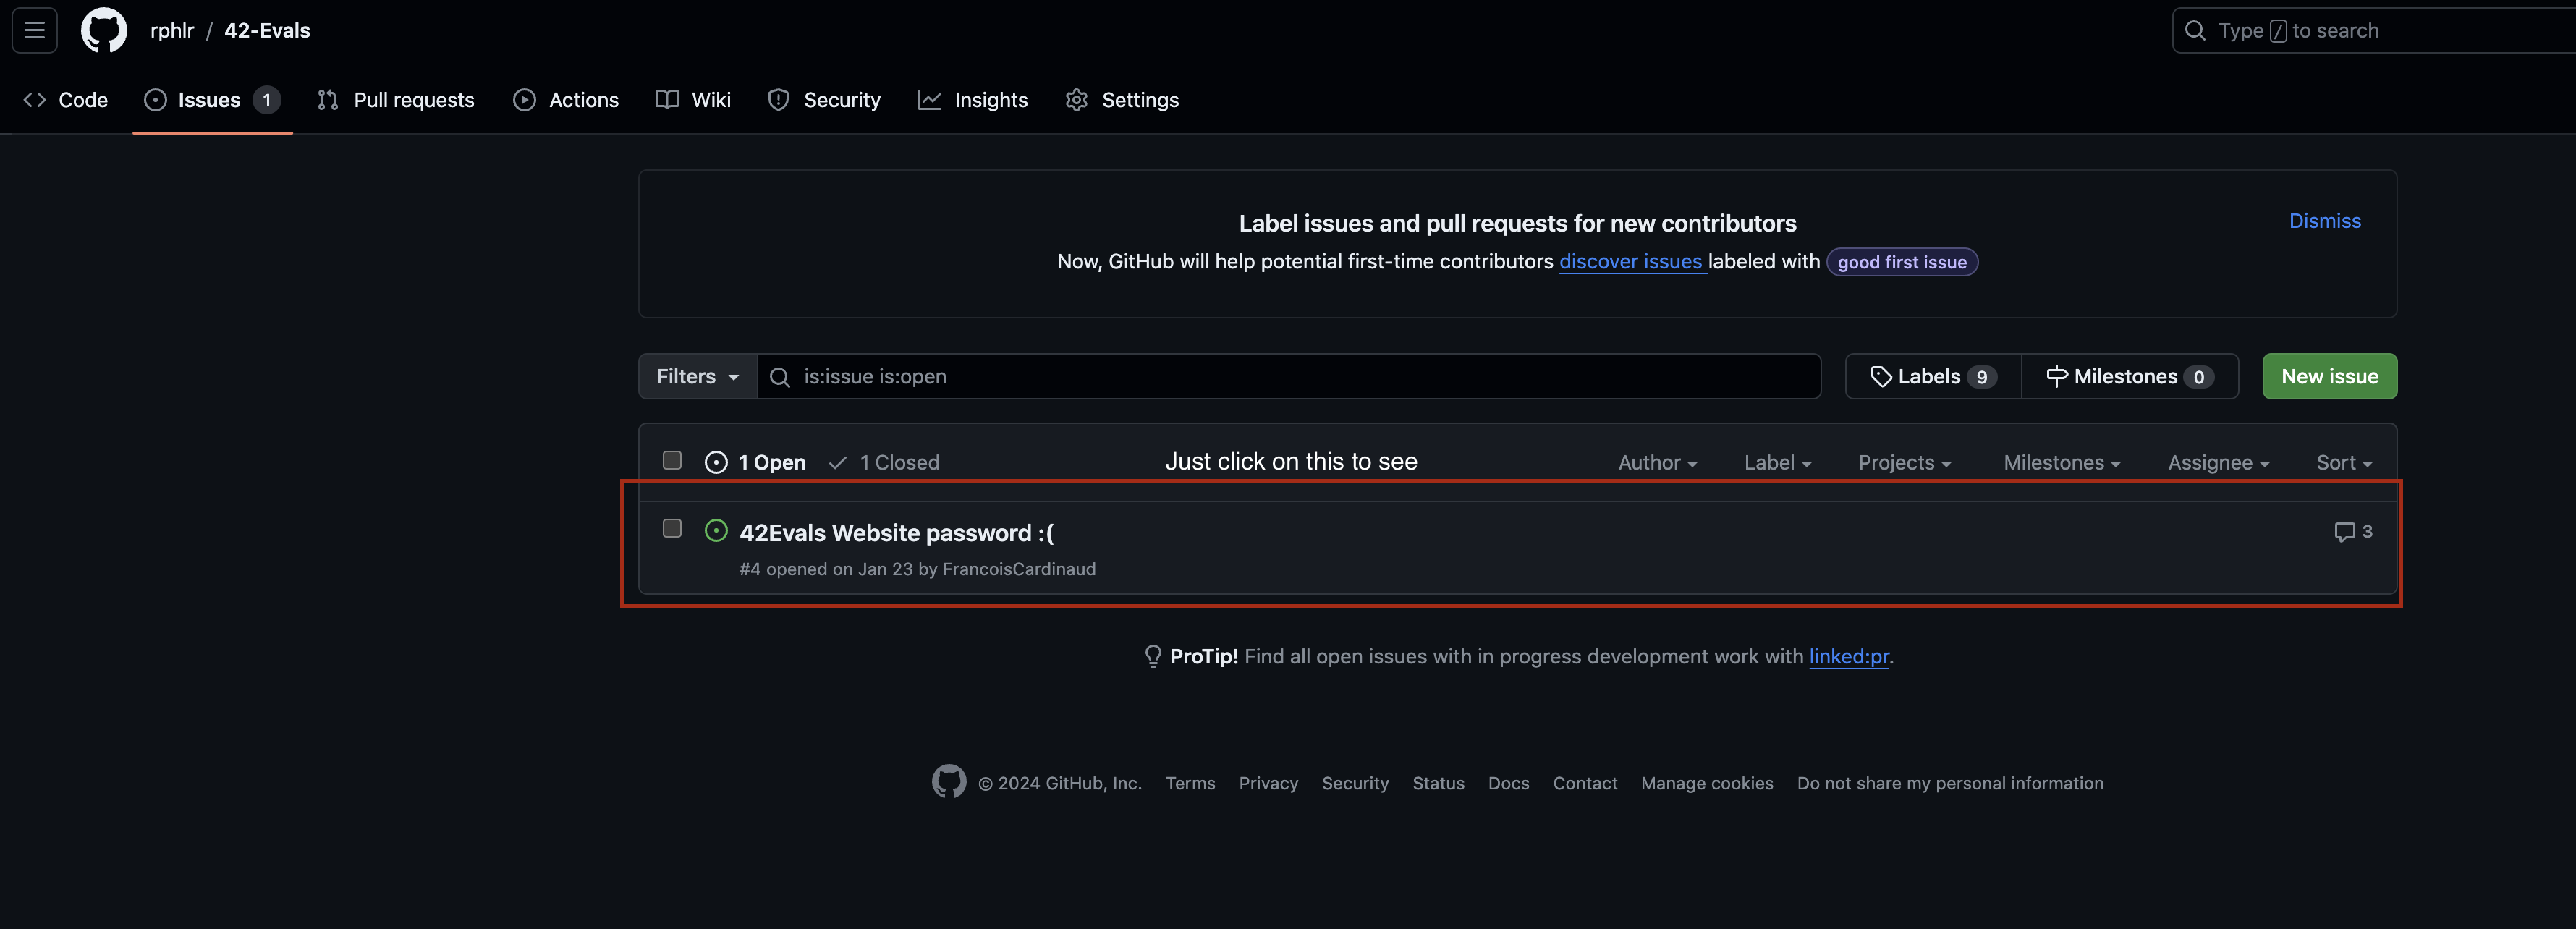 rphlr / 42-Evals
Type / to search
Code Issues 1 Pull requests Actions Wiki Security Insights Settings
Label issues and pull requests for new contributors
Dismiss
Now, GitHub will help potential first-time contributors discover issues labeled with good first issue
Filters is:issue is:open Labels 9 Milestones 0 New issue
1 Open 1 Closed Just click on this to see Author Label Projects Milestones Assignee Sort
42Evals Website password :( 3
#4 opened on Jan 23 by FrancoisCardinaud
ProTip! Find all open issues with in progress development work with linked:pr.
© 2024 GitHub, Inc. Terms Privacy Security Status Docs Contact Manage cookies Do not share my personal information